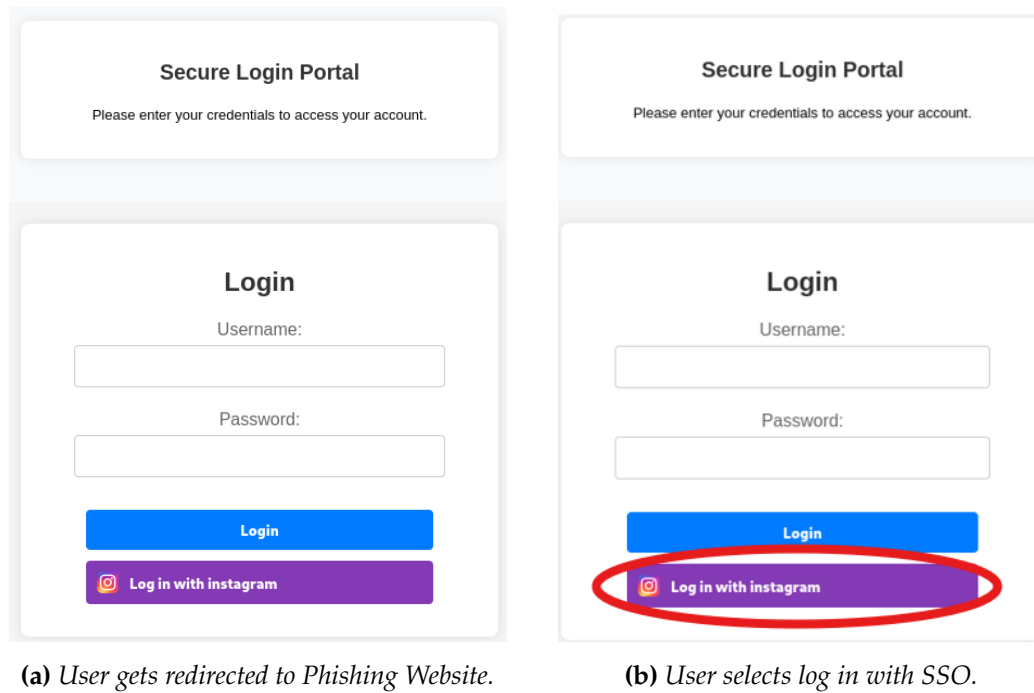 Secure Login Portal
Please enter your credentials to access your account.
Login
Username:
Password:
Login
Log in with instagram
(a) User gets redirected to Phishing Website.
Secure Login Portal
Please enter your credentials to access your account.
Login
Username:
Password:
Login
Log in with instagram
(b) User selects log in with SSO.